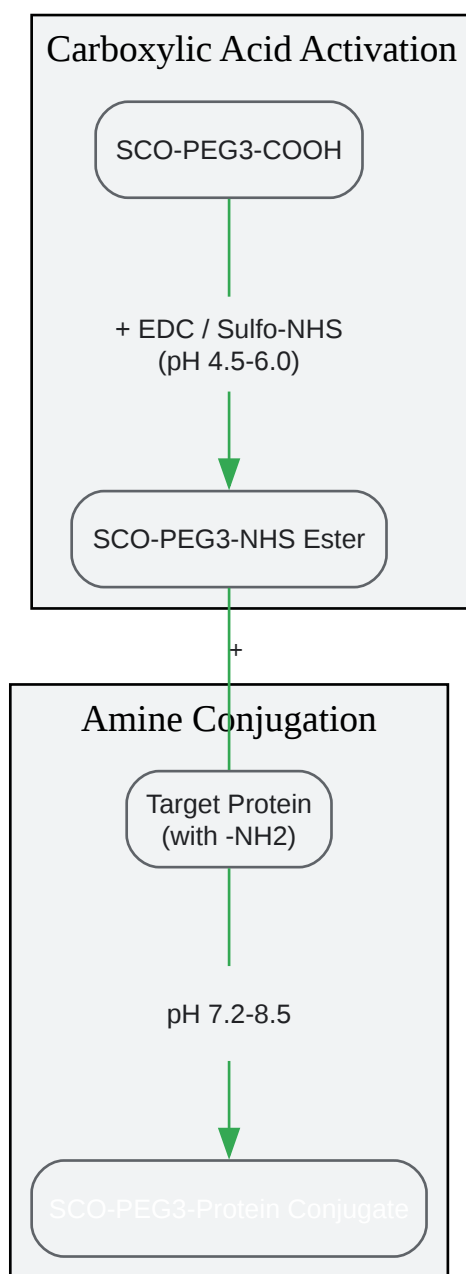 Carboxylic Acid Activation
SCO-PEG3-COOH
+ EDC / Sulfo-NHS
(pH 4.5-6.0)
SCO-PEG3-NHS Ester
+
Amine Conjugation
Target Protein
(with -NH2)
pH 7.2-8.5
SCO-PEG3-Protein Conjugate